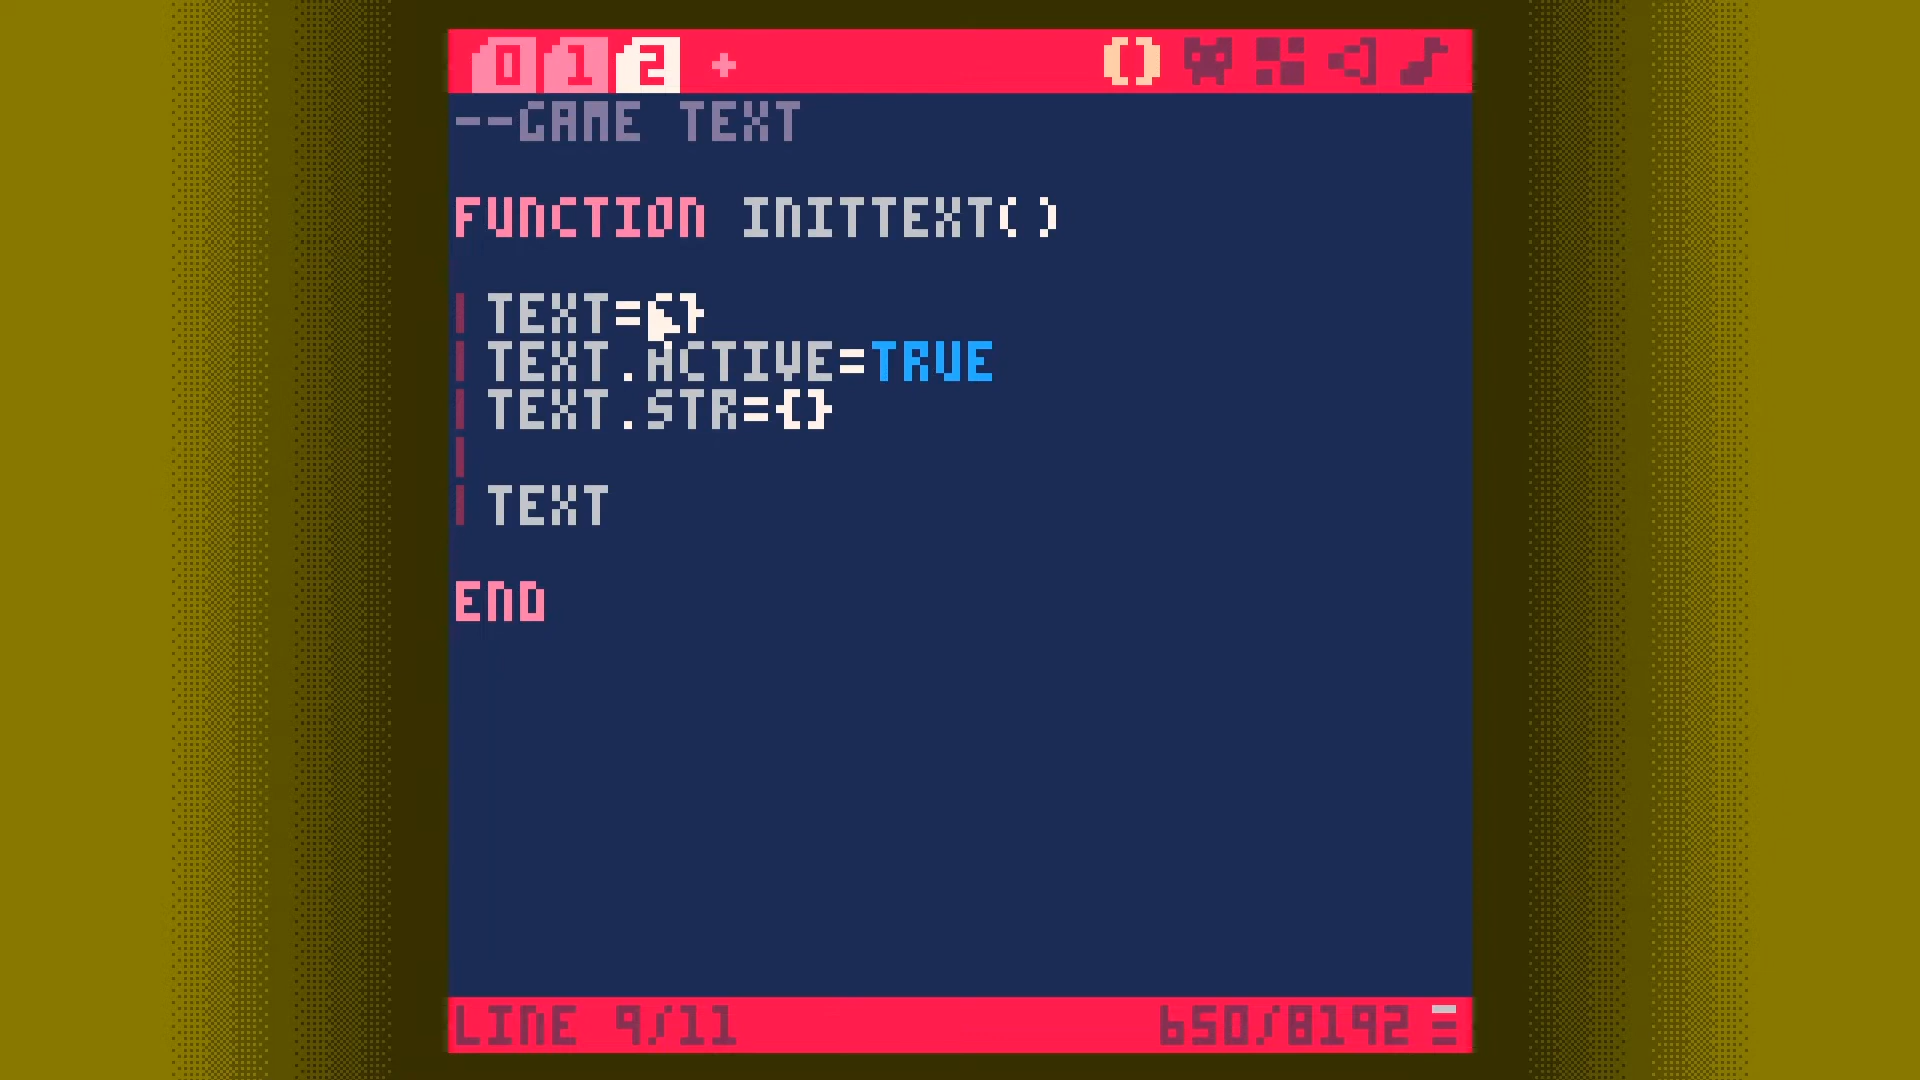 0 1 2 +
--GAME TEXT
FUNCTION INITTEXT()
TEXT={}
TEXT.ACTIVE=TRUE
TEXT.STR={}
TEXT
END
LINE 9/11 650/8192